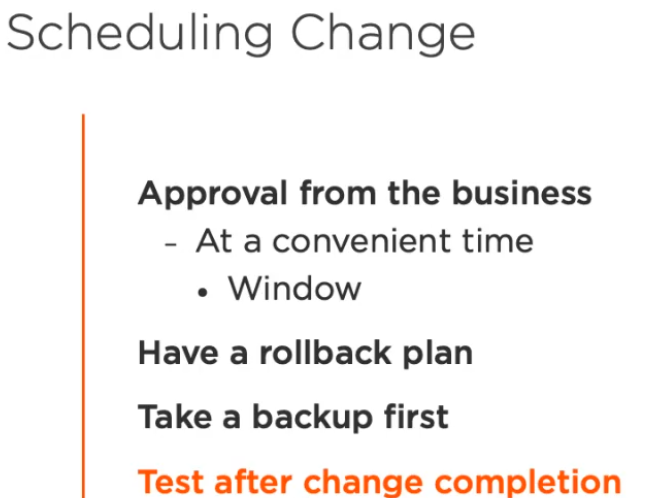 Scheduling Change
Approval from the business
– At a convenient time
• Window
Have a rollback plan
Take a backup first
Test after change completion